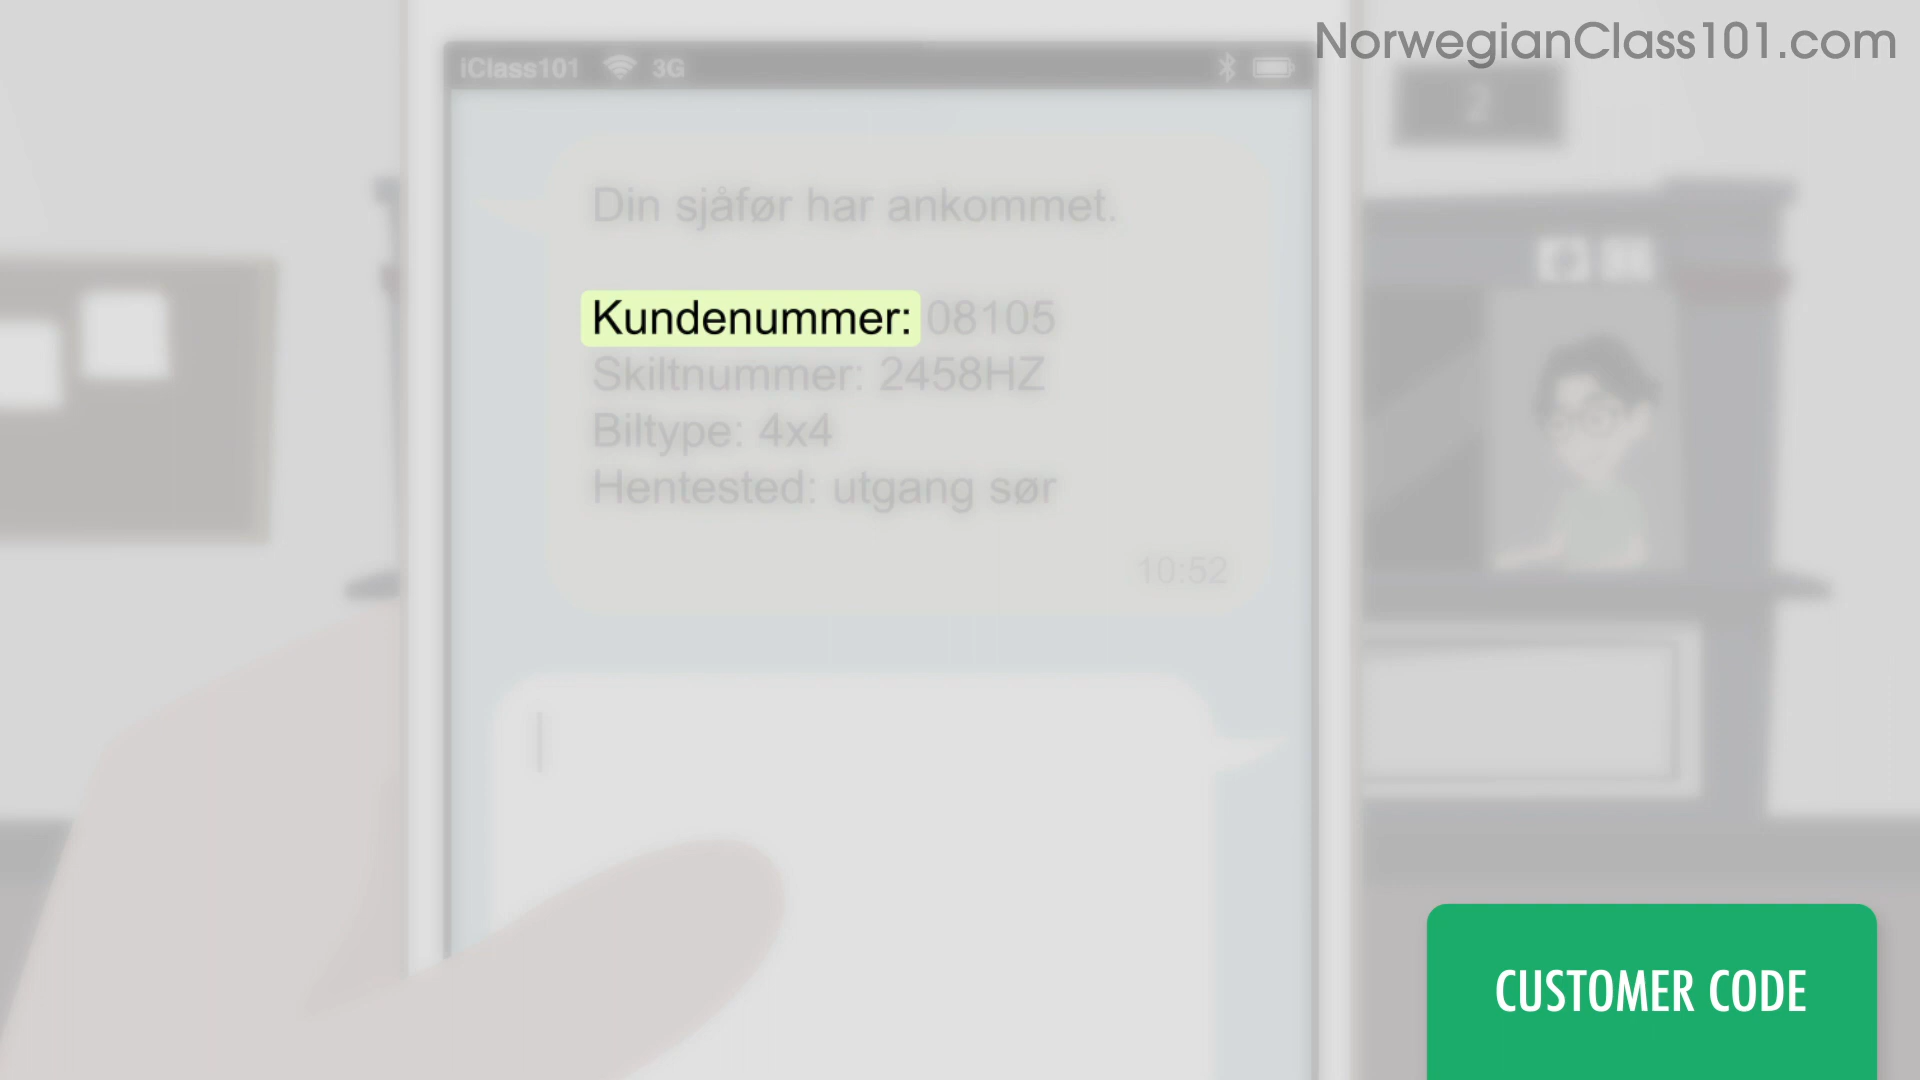 NorwegianClass101.com
iClass101 3G
2
Din sjåfør har ankommet.
Kundenummer: 08105
Skiltnummer: 2458HZ
Biltype: 4x4
Hentested: utgang sør
10:52
CUSTOMER CODE